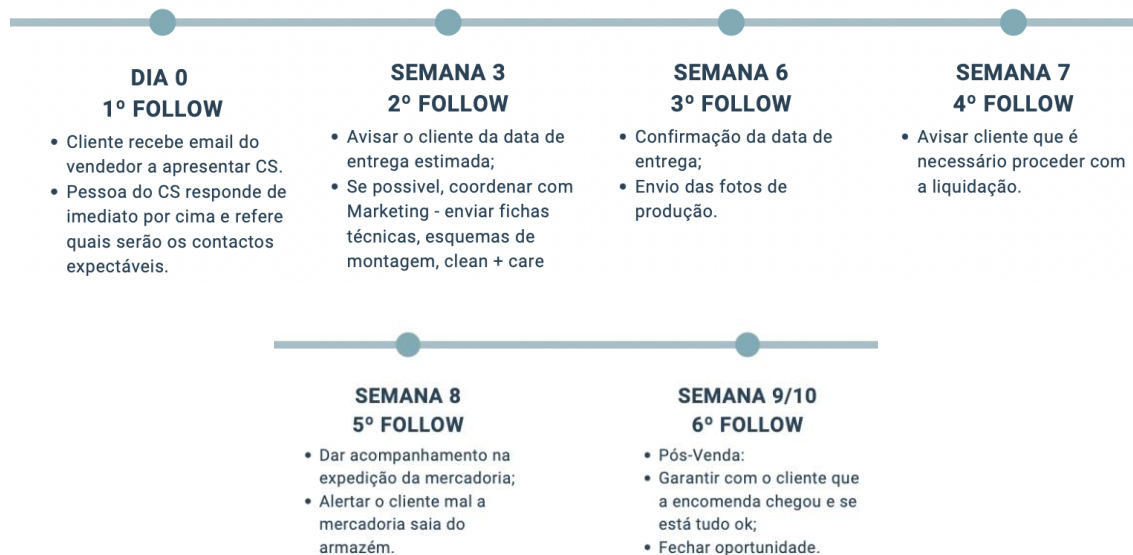 DIA 0
1º FOLLOW
• Cliente recebe email do
vendedor a apresentar CS.
• Pessoa do CS responde de
imediato por cima e refere
quais serão os contactos
expectáveis.
SEMANA 3
2º FOLLOW
• Avisar o cliente da data de
entrega estimada;
• Se possivel, coordenar com
Marketing - enviar fichas
técnicas, esquemas de
montagem, clean + care
SEMANA 6
3º FOLLOW
• Confirmação da data de
entrega;
• Envio das fotos de
produção.
SEMANA 7
4º FOLLOW
• Avisar cliente que é
necessário proceder com
a liquidação.
SEMANA 8
5º FOLLOW
• Dar acompanhamento na
expedição da mercadoria;
• Alertar o cliente mal a
mercadoria saia do
armazém.
SEMANA 9/10
6º FOLLOW
• Pós-Venda:
• Garantir com o cliente que
a encomenda chegou e se
está tudo ok;
• Fechar oportunidade.